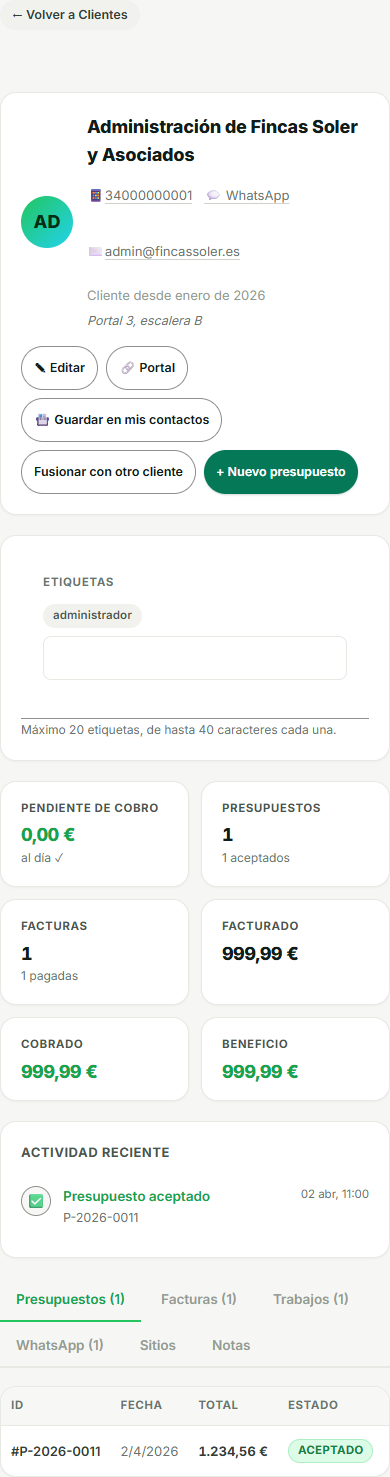 ← Volver a Clientes
Administración de Fincas Soler
y Asociados
AD
34000000001 WhatsApp
admin@fincassoler.es
Cliente desde enero de 2026
Portal 3, escalera B
Editar Portal
Guardar en mis contactos
Fusionar con otro cliente + Nuevo presupuesto
ETIQUETAS
administrador
Máximo 20 etiquetas, de hasta 40 caracteres cada una.
PENDIENTE DE COBRO
0,00 €
al día ✓
PRESUPUESTOS
1
1 aceptados
FACTURAS
1
1 pagadas
FACTURADO
999,99 €
COBRADO
999,99 €
BENEFICIO
999,99 €
ACTIVIDAD RECIENTE
Presupuesto aceptado 02 abr, 11:00
P-2026-0011
Presupuestos (1) Facturas (1) Trabajos (1)
WhatsApp (1) Sitios Notas
ID FECHA TOTAL ESTADO
#P-2026-0011 2/4/2026 1.234,56 € ACEPTADO